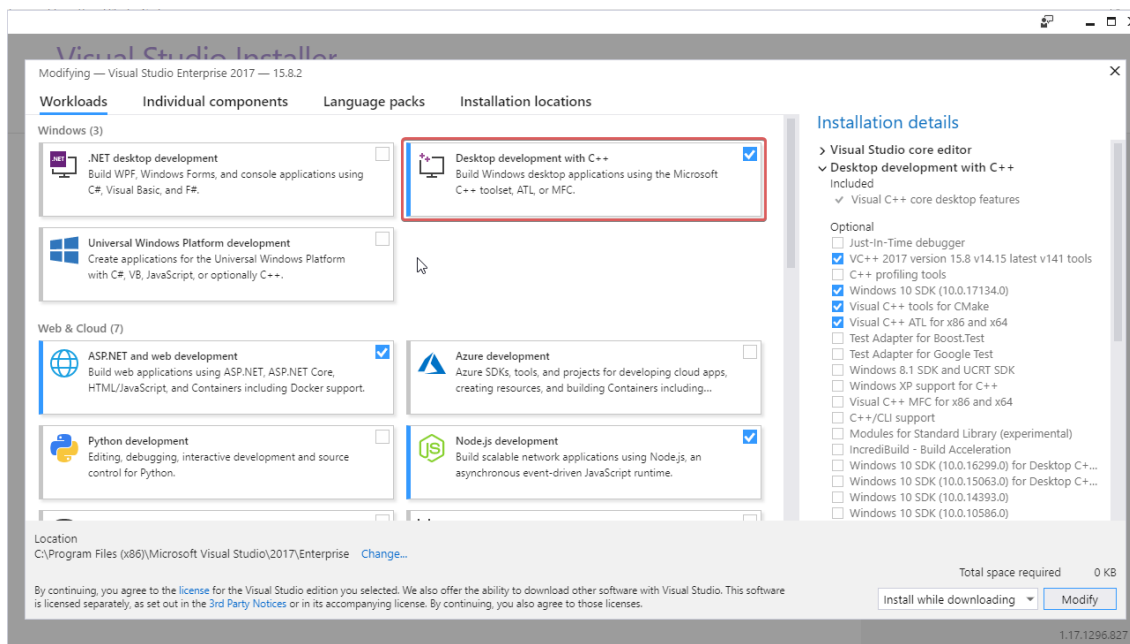 Visual Studio Installer
Modifying — Visual Studio Enterprise 2017 — 15.8.2
Workloads
Individual components
Language packs
Installation locations
Windows (3)
.NET
.NET desktop development
Build WPF, Windows Forms, and console applications using
C#, Visual Basic, and F#.
Desktop development with C++
Build Windows desktop applications using the Microsoft
C++ toolset, ATL, or MFC.
Universal Windows Platform development
Create applications for the Universal Windows Platform
with C#, VB, JavaScript, or optionally C++.
Web & Cloud (7)
ASP.NET and web development
Build web applications using ASP.NET, ASP.NET Core,
HTML/JavaScript, and Containers including Docker support.
Azure development
Azure SDKs, tools, and projects for developing cloud apps,
creating resources, and building Containers including...
Python development
Editing, debugging, interactive development and source
control for Python.
JS
Node.js development
Build scalable network applications using Node.js, an
asynchronous event-driven JavaScript runtime.
Installation details
Visual Studio core editor
Desktop development with C++
Included
Visual C++ core desktop features
Optional
Just-In-Time debugger
VC++ 2017 version 15.8 v14.15 latest v141 tools
C++ profiling tools
Windows 10 SDK (10.0.17134.0)
Visual C++ tools for CMake
Visual C++ ATL for x86 and x64
Test Adapter for Boost.Test
Test Adapter for Google Test
Windows 8.1 SDK and UCRT SDK
Windows XP support for C++
Visual C++ MFC for x86 and x64
C++/CLI support
Modules for Standard Library (experimental)
IncrediBuild - Build Acceleration
Windows 10 SDK (10.0.16299.0) for Desktop C+...
Windows 10 SDK (10.0.15063.0) for Desktop C+...
Windows 10 SDK (10.0.14393.0)
Windows 10 SDK (10.0.10586.0)
Location
C:\Program Files (x86)\Microsoft Visual Studio\2017\Enterprise Change...
Total space required 0 KB
By continuing, you agree to the license for the Visual Studio edition you selected. We also offer the ability to download other software with Visual Studio. This software
is licensed separately, as set out in the 3rd Party Notices or in its accompanying license. By continuing, you also agree to those licenses.
Install while downloading
Modify
1.17.1296.827